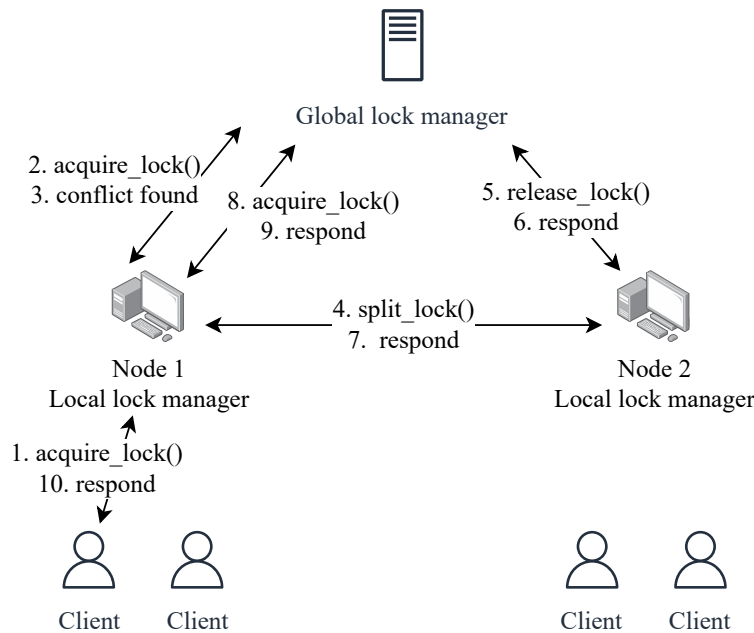 Global lock manager
2. acquire_lock()
3. conflict found
8. acquire_lock()
9. respond
5. release_lock()
6. respond
4. split_lock()
7. respond
Node 1
Local lock manager
Node 2
Local lock manager
1. acquire_lock()
10. respond
Client
Client
Client
Client